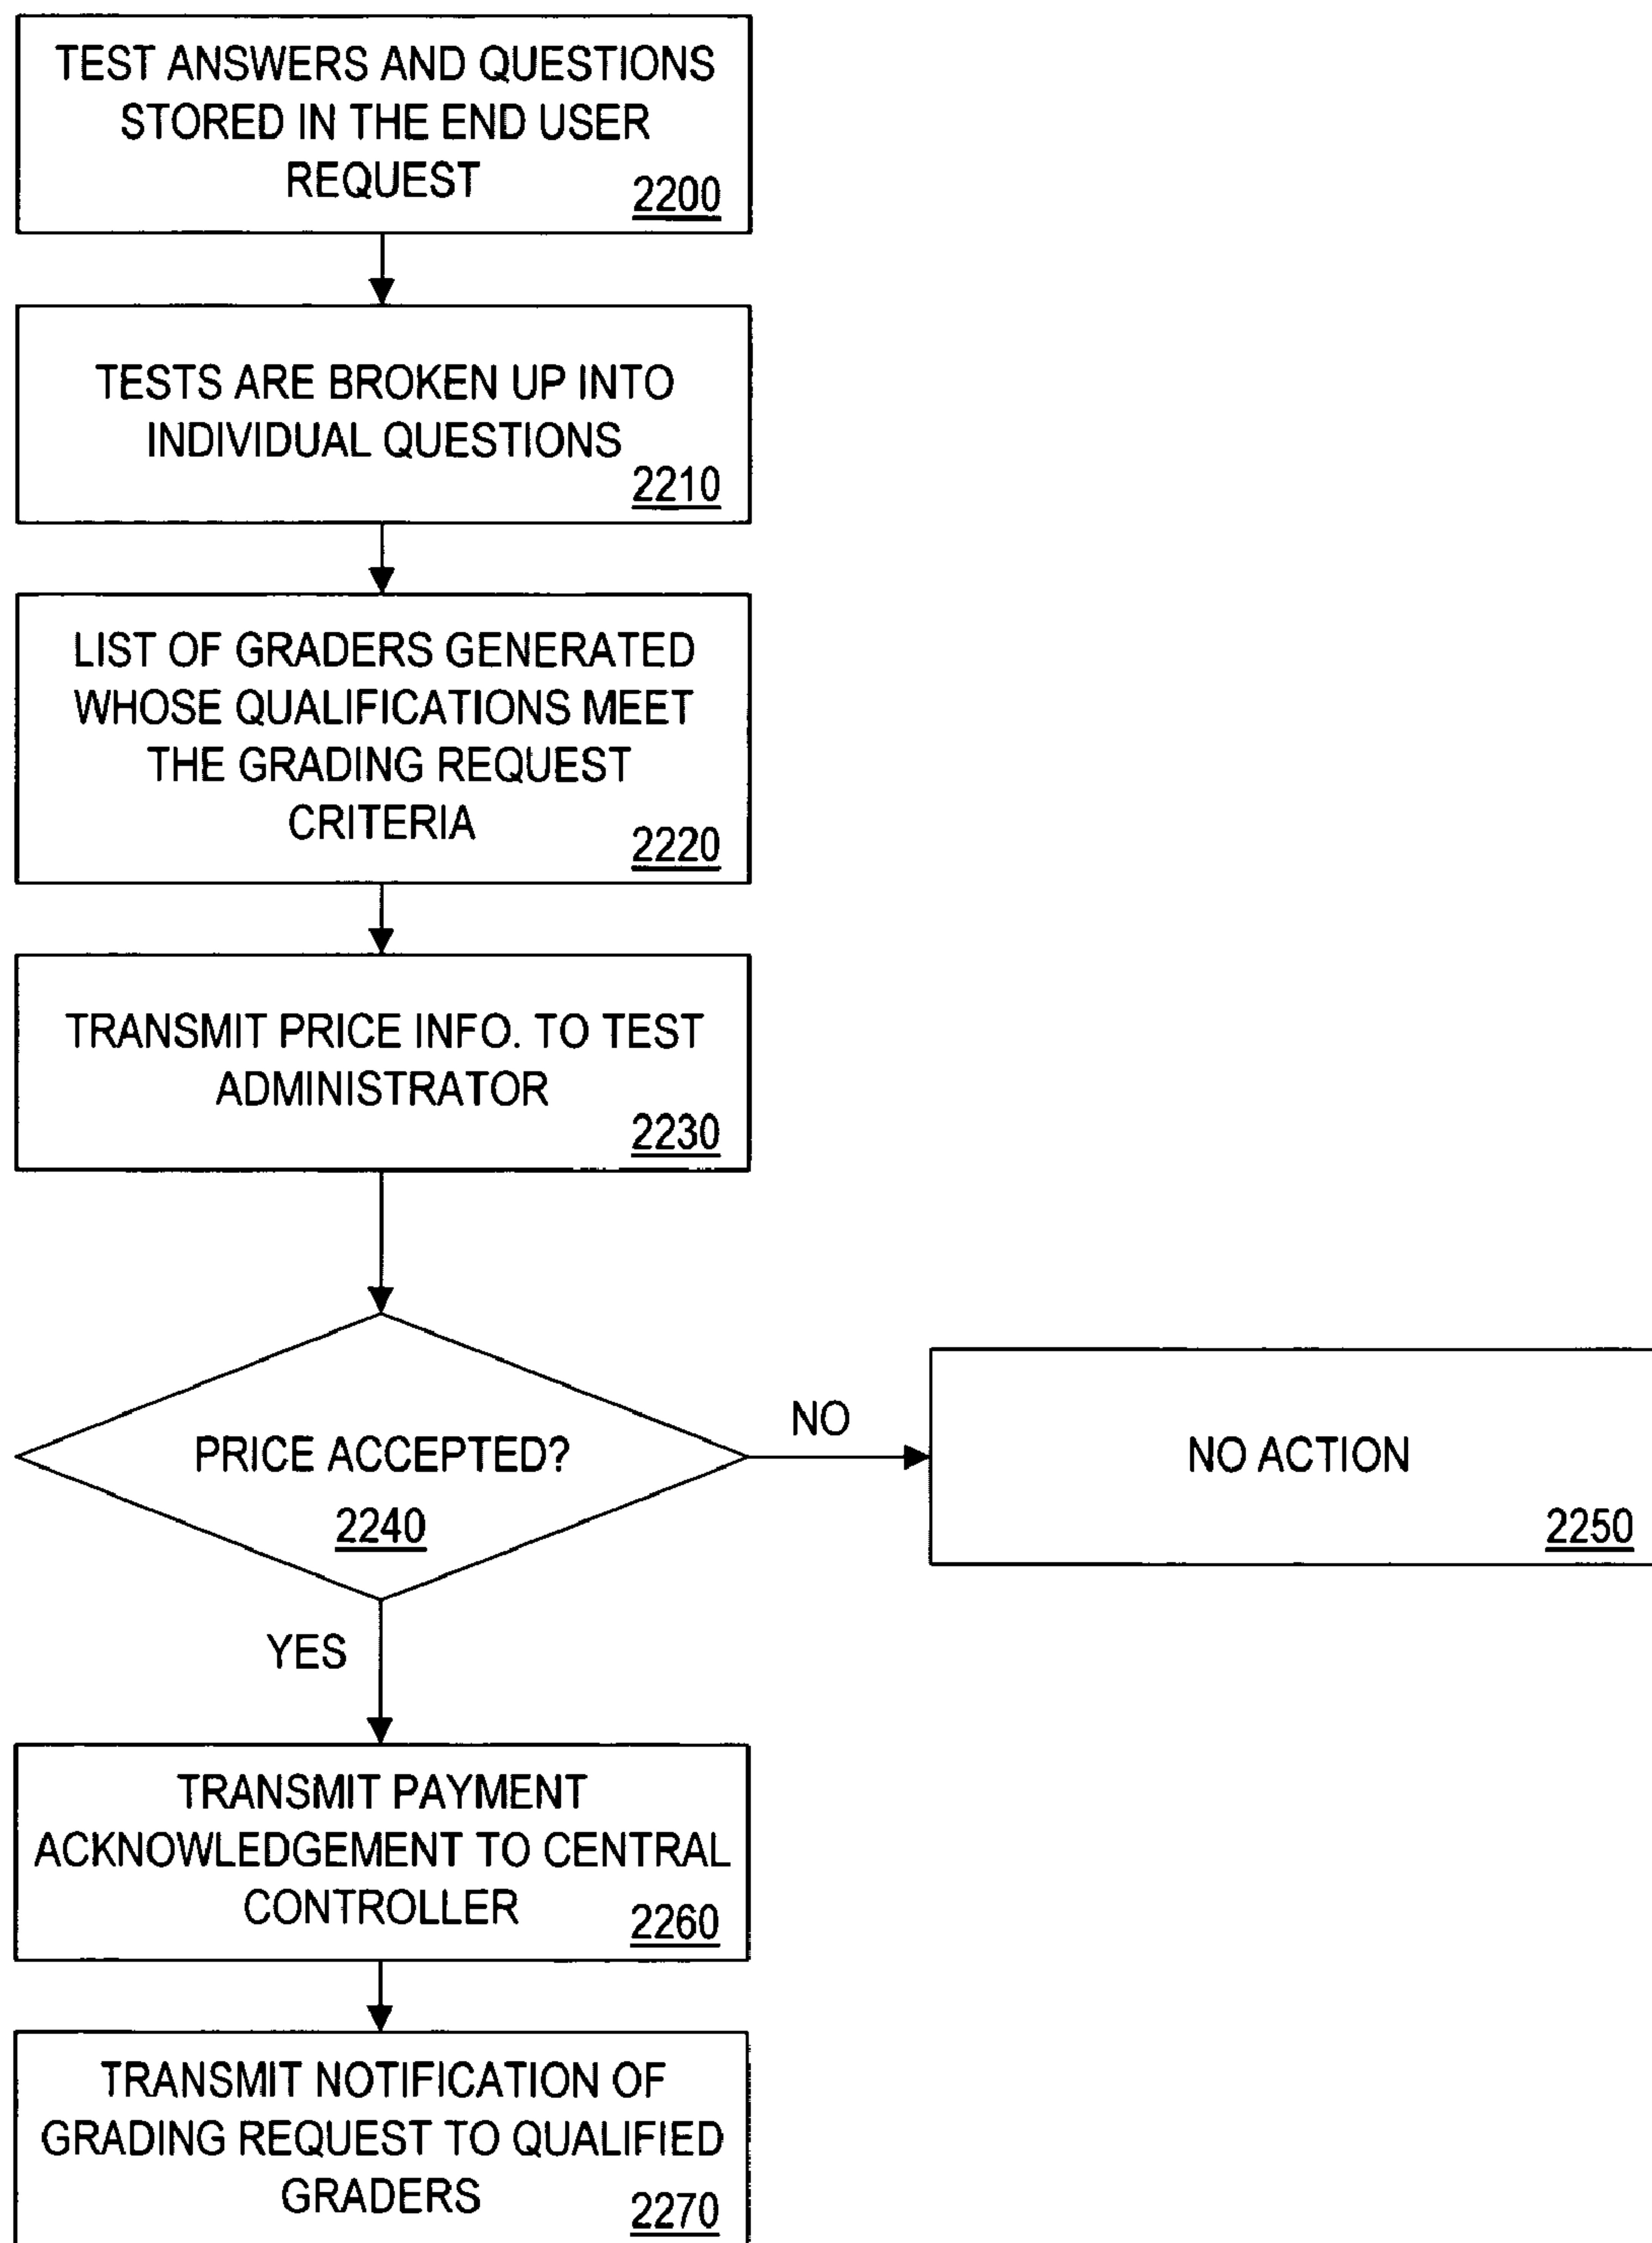 TEST ANSWERS AND QUESTIONS
STORED IN THE END USER
REQUEST
2200
TESTS ARE BROKEN UP INTO
INDIVIDUAL QUESTIONS
2210
LIST OF GRADERS GENERATED
WHOSE QUALIFICATIONS MEET
THE GRADING REQUEST
CRITERIA
2220
TRANSMIT PRICE INFO. TO TEST
ADMINISTRATOR
2230
PRICE ACCEPTED?
2240
NO
NO ACTION
2250
YES
TRANSMIT PAYMENT
ACKNOWLEDGEMENT TO CENTRAL
CONTROLLER
2260
TRANSMIT NOTIFICATION OF
GRADING REQUEST TO QUALIFIED
GRADERS
2270